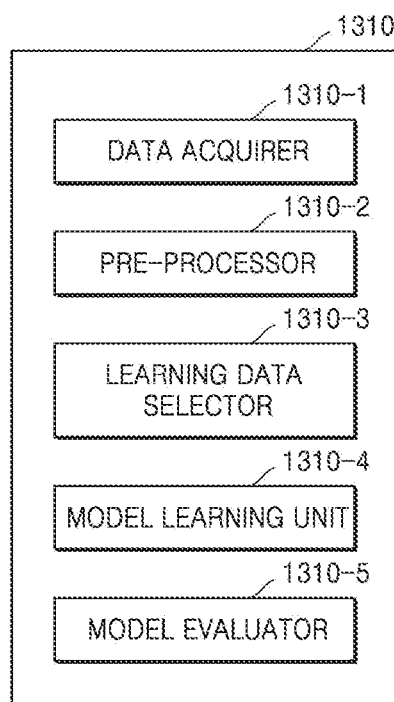 1310
1310-1
DATA ACQUIRER
1310-2
PRE-PROCESSOR
1310-3
LEARNING DATA
SELECTOR
1310-4
MODEL LEARNING UNIT
1310-5
MODEL EVALUATOR